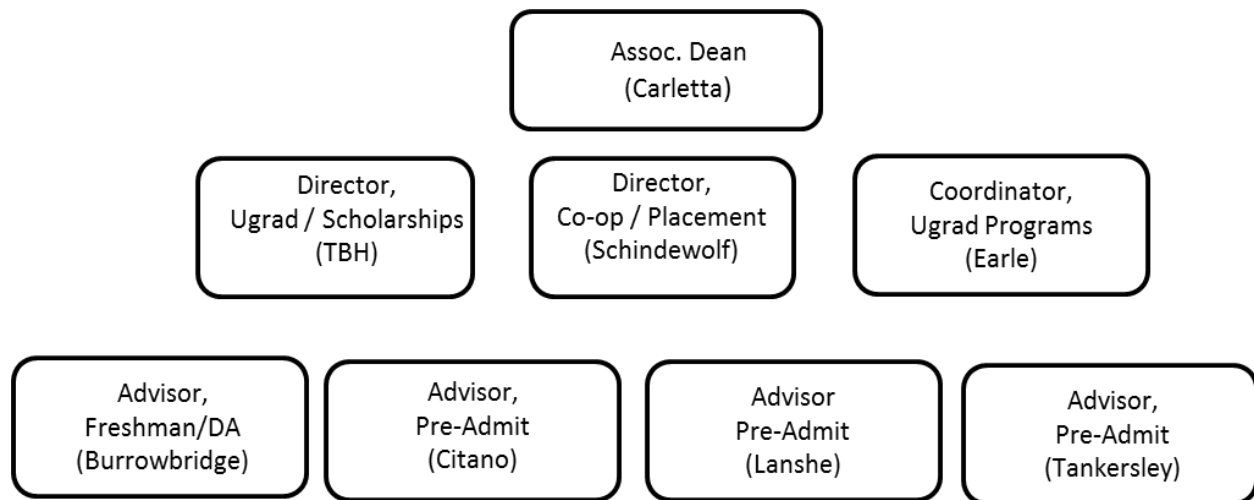 Assoc. Dean
(Carletta)
Director,
Ugrad / Scholarships
(TBH)
Director,
Co-op / Placement
(Schindewolf)
Coordinator,
Ugrad Programs
(Earle)
Advisor,
Freshman/DA
(Burrowbridge)
Advisor,
Pre-Admit
(Citano)
Advisor
Pre-Admit
(Lanshe)
Advisor,
Pre-Admit
(Tankersley)